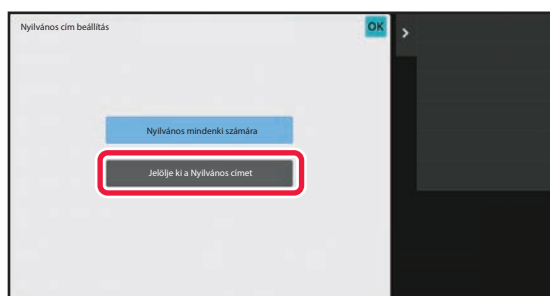 Nyilvános cím beállítás
OK
Nyilvános mindenki számára
Jelölje ki a Nyilvános címet